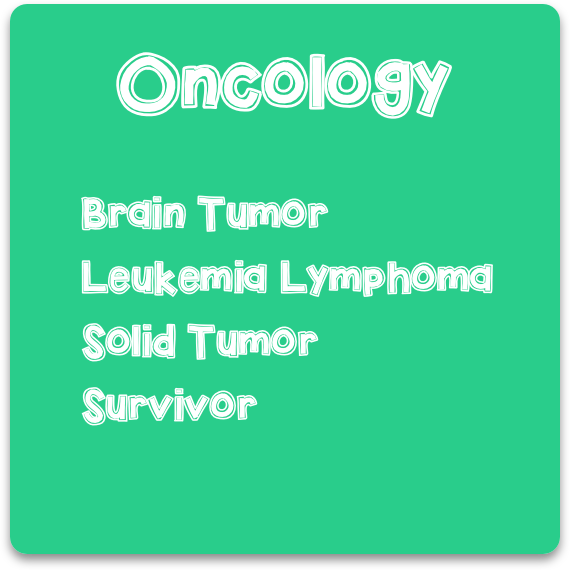 Oncology
Brain Tumor
Leukemia Lymphoma
Solid Tumor
Survivor